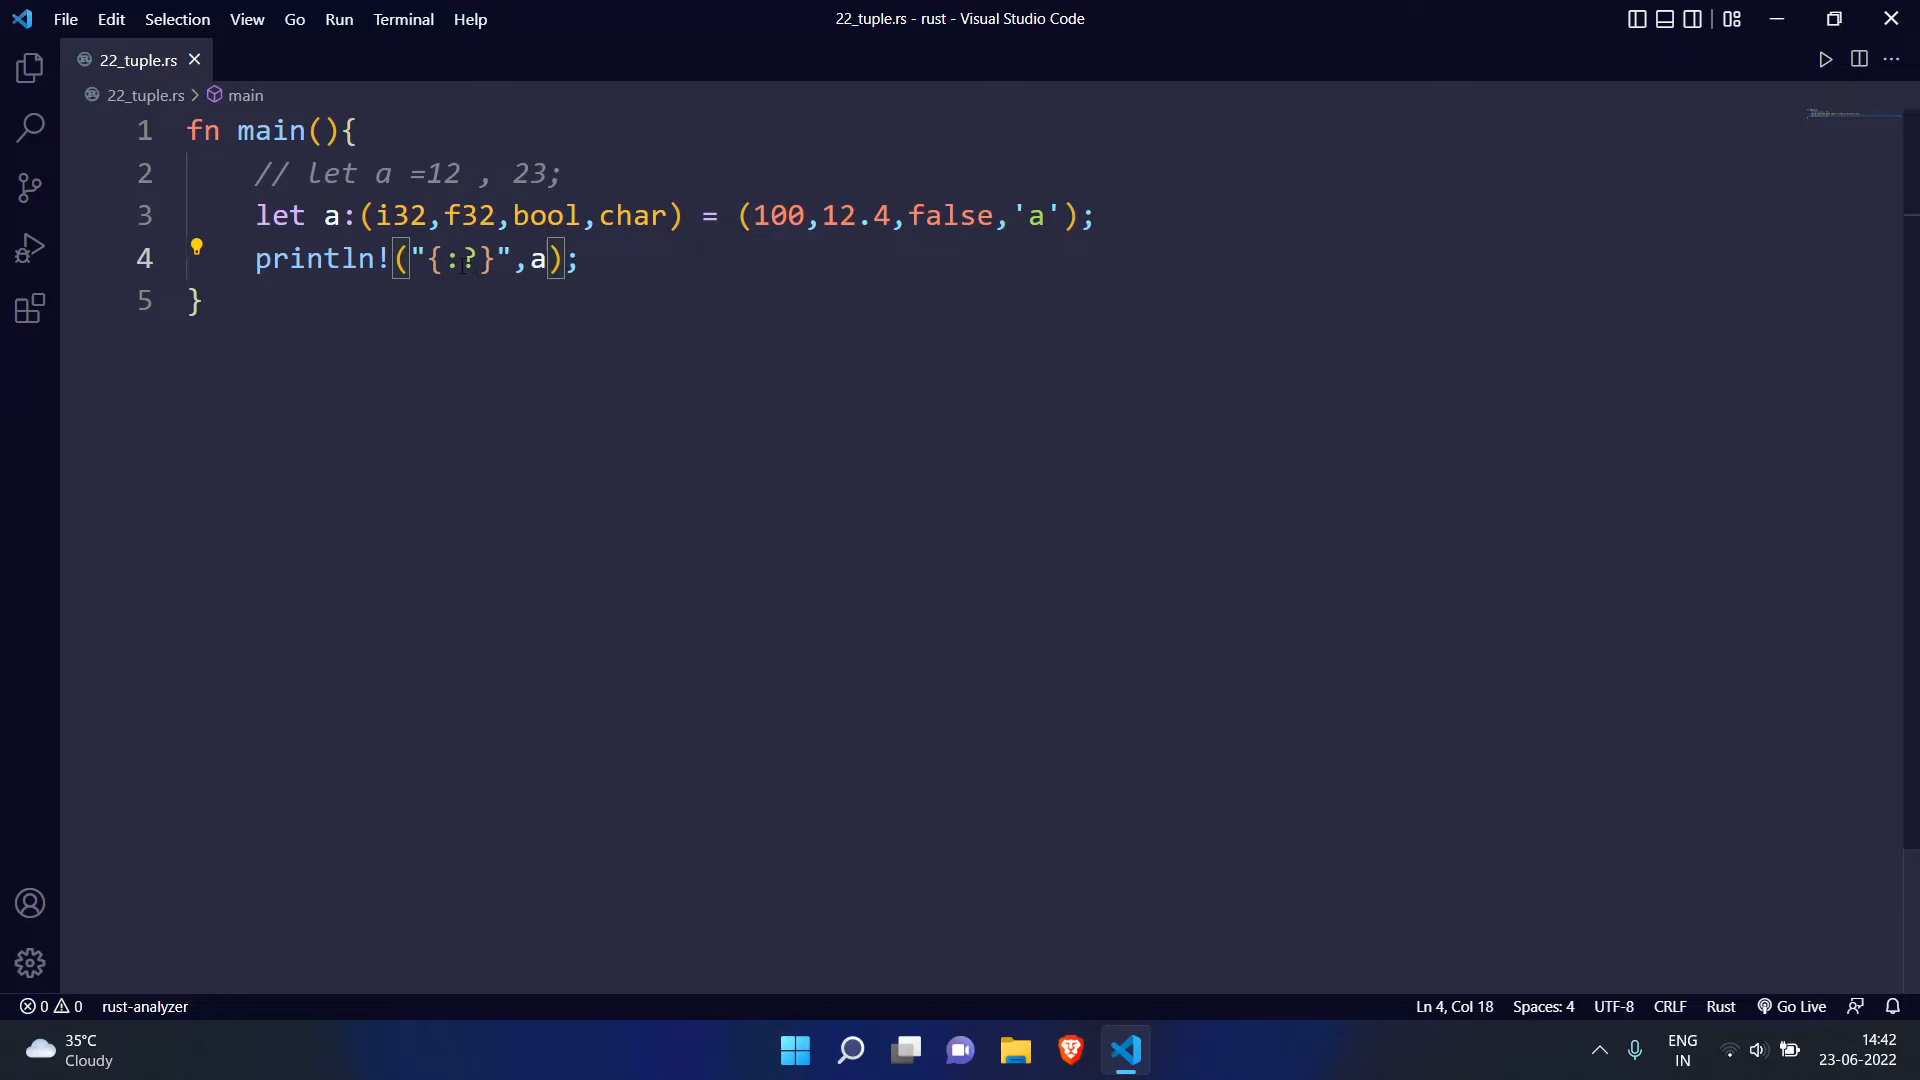 File Edit Selection View Go Run Terminal Help
22_tuple.rs - rust - Visual Studio Code
22_tuple.rs
22_tuple.rs > main
1 fn main(){
2 // let a =12 , 23;
3 let a:(i32,f32,bool,char) = (100,12.4,false,'a');
4 println!("{:?}",a);
5 }
0 0 rust-analyzer
Ln 4, Col 18 Spaces: 4 UTF-8 CRLF Rust Go Live
35°C
Cloudy
ENG
IN
14:42
23-06-2022